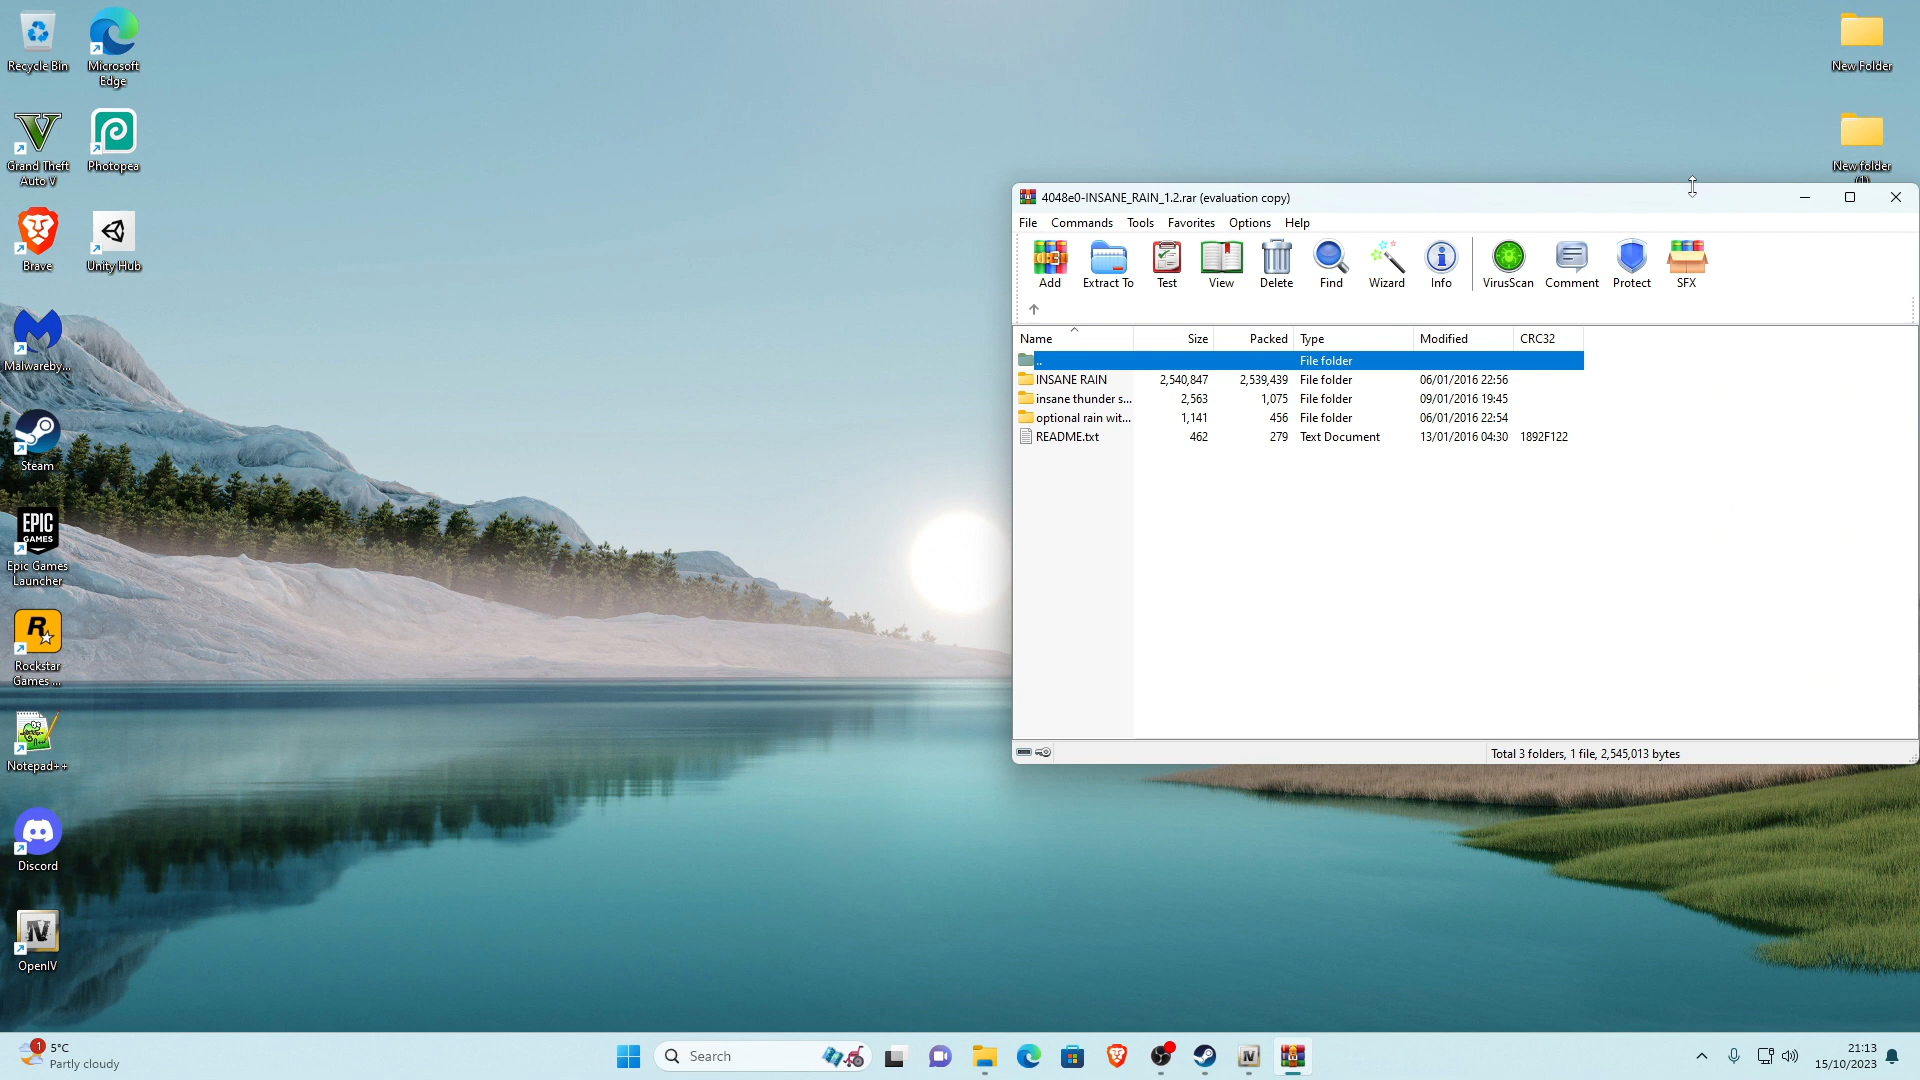 Recycle Bin
Microsoft
Edge
Grand Theft
Auto V
Photopea
Brave
Unity Hub
Malwareby...
Steam
EPIC
GAMES
Epic Games
Launcher
Rockstar
Games ...
Notepad++
Discord
OpenIV
New Folder
New folder
(1)
4048e0-INSANE_RAIN_1.2.rar (evaluation copy)
File Commands Tools Favorites Options Help
Add Extract To Test View Delete Find Wizard Info VirusScan Comment Protect SFX
Name Size Packed Type Modified CRC32
.. File folder
INSANE RAIN 2,540,847 2,539,439 File folder 06/01/2016 22:56
insane thunder s... 2,563 1,075 File folder 09/01/2016 19:45
optional rain wit... 1,141 456 File folder 06/01/2016 22:54
README.txt 462 279 Text Document 13/01/2016 04:30 1892F122
Total 3 folders, 1 file, 2,545,013 bytes
1
5°C
Partly cloudy
Search
21:13
15/10/2023